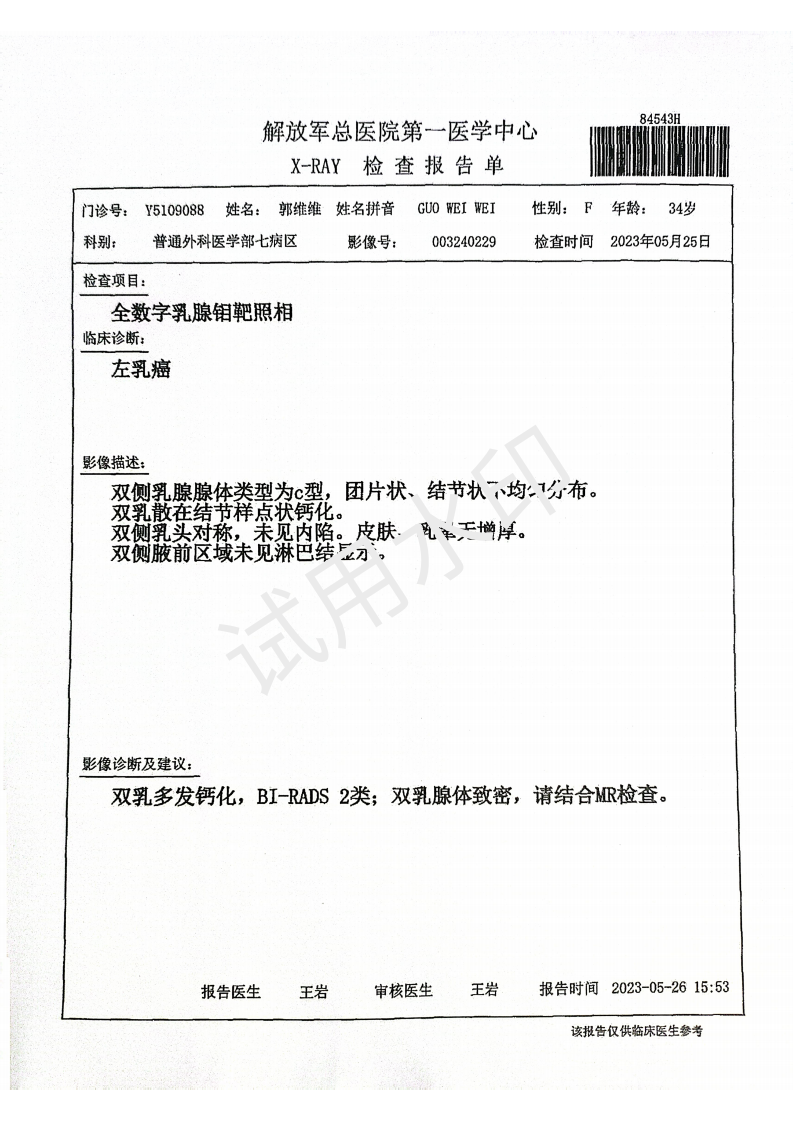 84543H
解放军总医院第一医学中心
X-RAY 检查报告单
门诊号: Y5109088 姓名: 郭维维 姓名拼音 GUO WEI WEI 性别: F 年龄: 34岁
科别: 普通外科医学部七病区 影像号: 003240229 检查时间 2023年05月25日
检查项目:
全数字乳腺钼靶照相
临床诊断:
左乳癌
影像描述:
双侧乳腺腺体类型为c型，团片状、结节状不均匀分布。
双乳散在结节样点状钙化。
双侧乳头对称，未见内陷。皮肤、乳晕无增厚。
双侧腋前区域未见淋巴结显示。
试用水印
影像诊断及建议:
双乳多发钙化，BI-RADS 2类；双乳腺体致密，请结合MR检查。
报告医生 王岩 审核医生 王岩 报告时间 2023-05-26 15:53
该报告仅供临床医生参考